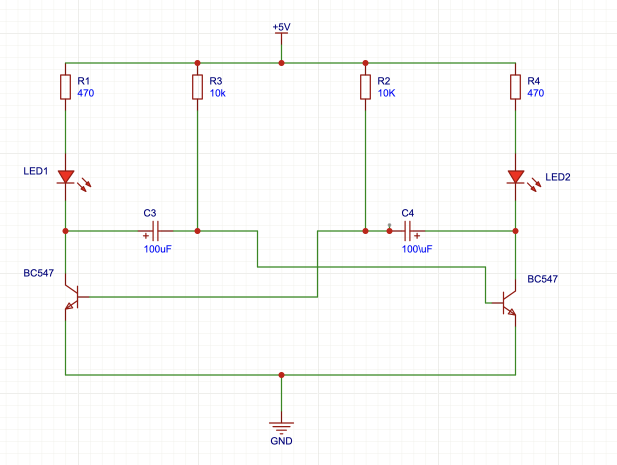 +5V
R1
470
R3
10k
R2
10K
R4
470
LED1
LED2
C3
+
100uF
C4
+
100\uF
BC547
BC547
GND